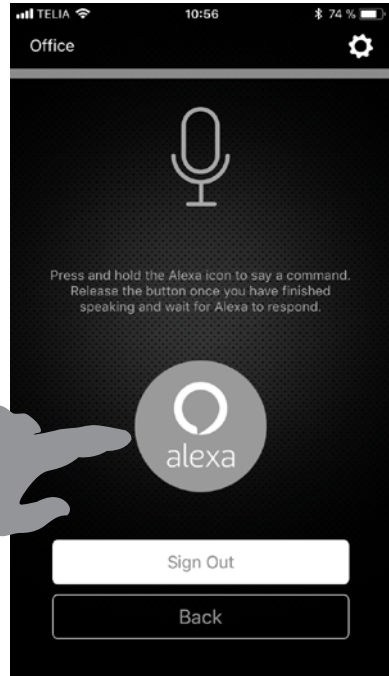 TELIA 10:56 74 %
Office
Press and hold the Alexa icon to say a command.
Release the button once you have finished
speaking and wait for Alexa to respond.
alexa
Sign Out
Back